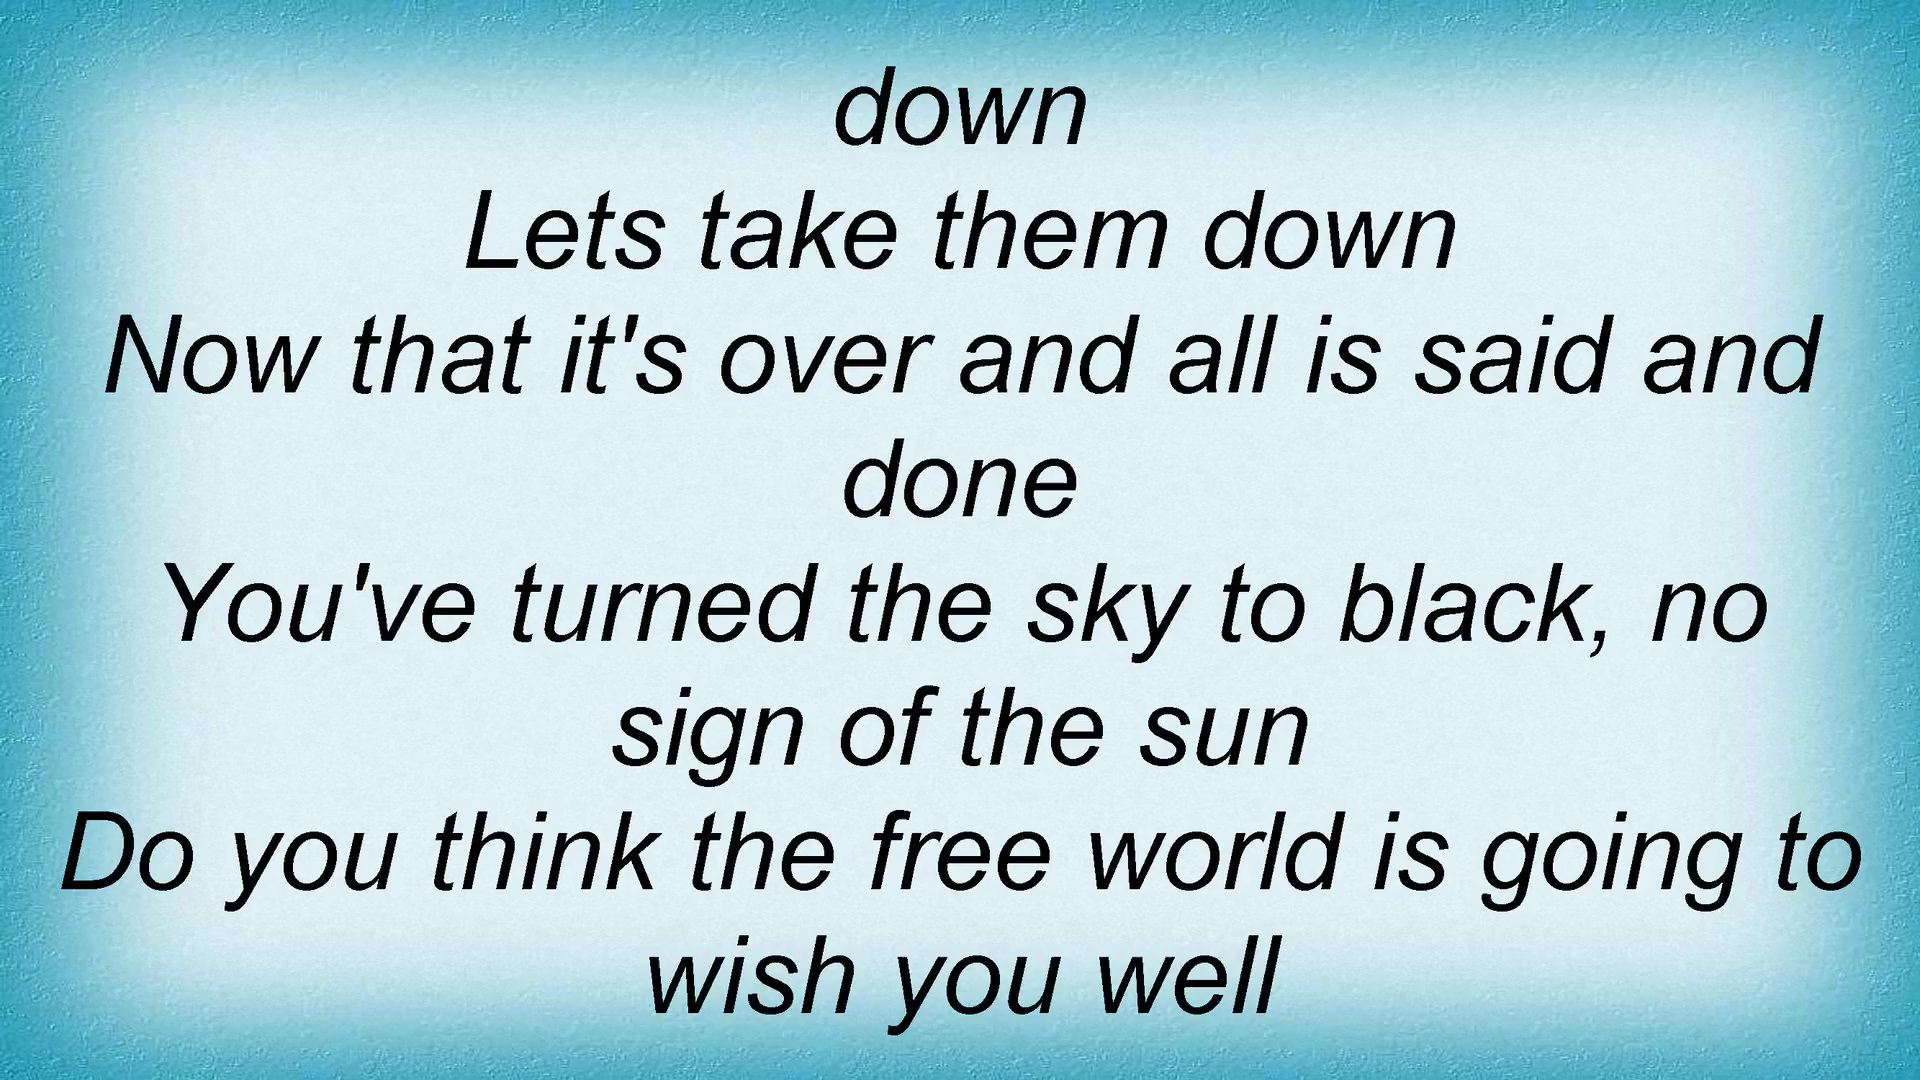 down
Lets take them down
Now that it's over and all is said and
done
You've turned the sky to black, no
sign of the sun
Do you think the free world is going to
wish you well